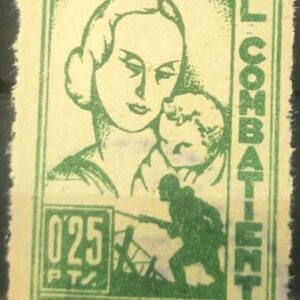 L COMBATIENT
0'25
PTS.